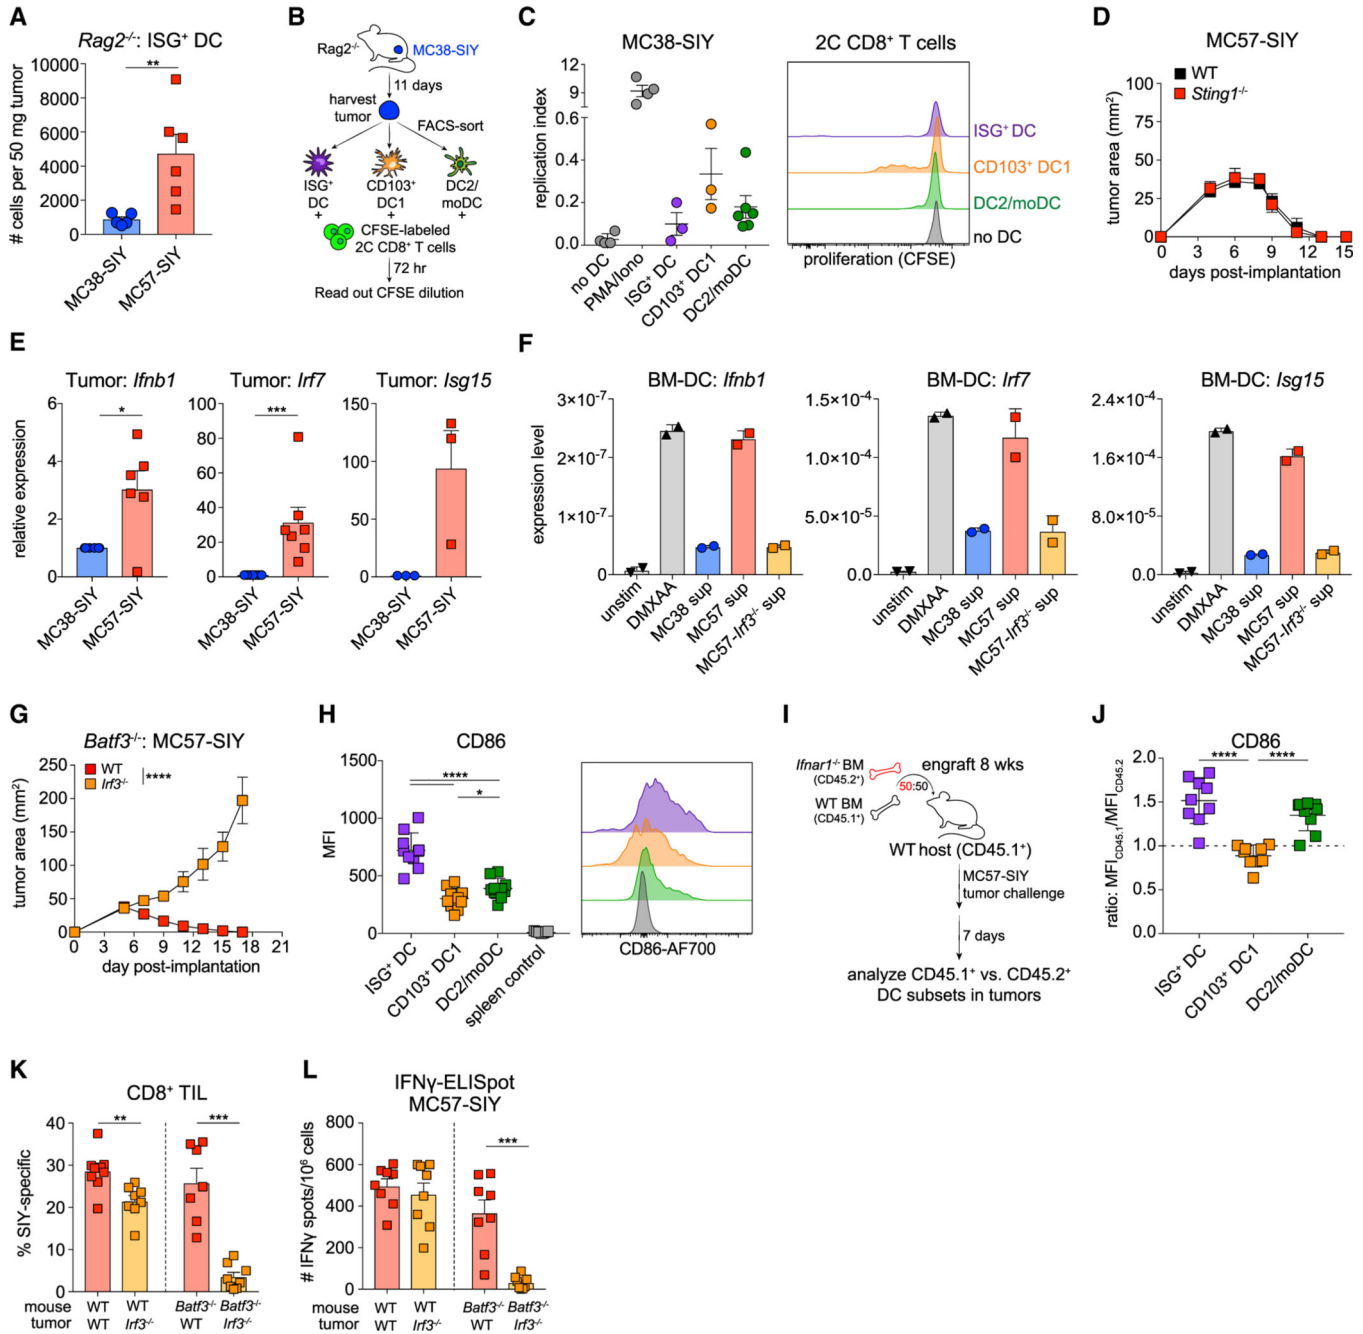 A
Rag2-/-: ISG+ DC
# cells per 50 mg tumor
10000
8000
6000
4000
2000
0
**
MC38-SIY
MC57-SIY
B
Rag2-/-
MC38-SIY
11 days
harvest
tumor
FACS-sort
ISG+
DC
+
CD103+
DC1
+
DC2/
moDC
+
CFSE-labeled
2C CD8+ T cells
72 hr
Read out CFSE dilution
C
MC38-SIY
replication index
12
9
0.6
0.4
0.2
0.0
no DC
PMA/Iono
ISG+ DC
CD103+ DC1
DC2/moDC
2C CD8+ T cells
ISG+ DC
CD103+ DC1
DC2/moDC
no DC
proliferation (CFSE)
D
MC57-SIY
WT
Sting1-/-
tumor area (mm2)
100
75
50
25
0
0 3 6 9 12 15
days post-implantation
E
Tumor: Ifnb1
relative expression
6
4
2
0
*
MC38-SIY
MC57-SIY
Tumor: Irf7
100
80
60
40
20
0
***
MC38-SIY
MC57-SIY
Tumor: Isg15
150
100
50
0
MC38-SIY
MC57-SIY
F
BM-DC: Ifnb1
expression level
3×10-7
2×10-7
1×10-7
0
unstim
DMXAA
MC38 sup
MC57 sup
MC57-Irf3-/- sup
BM-DC: Irf7
1.5×10-4
1.0×10-4
5.0×10-5
0.0
unstim
DMXAA
MC38 sup
MC57 sup
MC57-Irf3-/- sup
BM-DC: Isg15
2.4×10-4
1.6×10-4
8.0×10-5
0.0
unstim
DMXAA
MC38 sup
MC57 sup
MC57-Irf3-/- sup
G
Batf3-/-: MC57-SIY
WT
Irf3-/-
****
tumor area (mm2)
250
200
150
100
50
0
0 3 6 9 12 15 18 21
day post-implantation
H
CD86
MFI
1500
1000
500
0
****
*
ISG+ DC
CD103+ DC1
DC2/moDC
spleen control
CD86-AF700
I
Ifnar1-/- BM
(CD45.2+)
WT BM
(CD45.1+)
50:50
engraft 8 wks
WT host (CD45.1+)
MC57-SIY
tumor challenge
7 days
analyze CD45.1+ vs. CD45.2+
DC subsets in tumors
J
CD86
ratio: MFICD45.1/MFICD45.2
2.0
1.5
1.0
0.5
0.0
**** ****
ISG+ DC
CD103+ DC1
DC2/moDC
K
CD8+ TIL
% SIY-specific
40
30
20
10
0
** ***
mouse WT WT Batf3-/- Batf3-/-
tumor WT Irf3-/- WT Irf3-/-
L
IFNγ-ELISpot
MC57-SIY
# IFNγ spots/106 cells
800
600
400
200
0
***
mouse WT WT Batf3-/- Batf3-/-
tumor WT Irf3-/- WT Irf3-/-